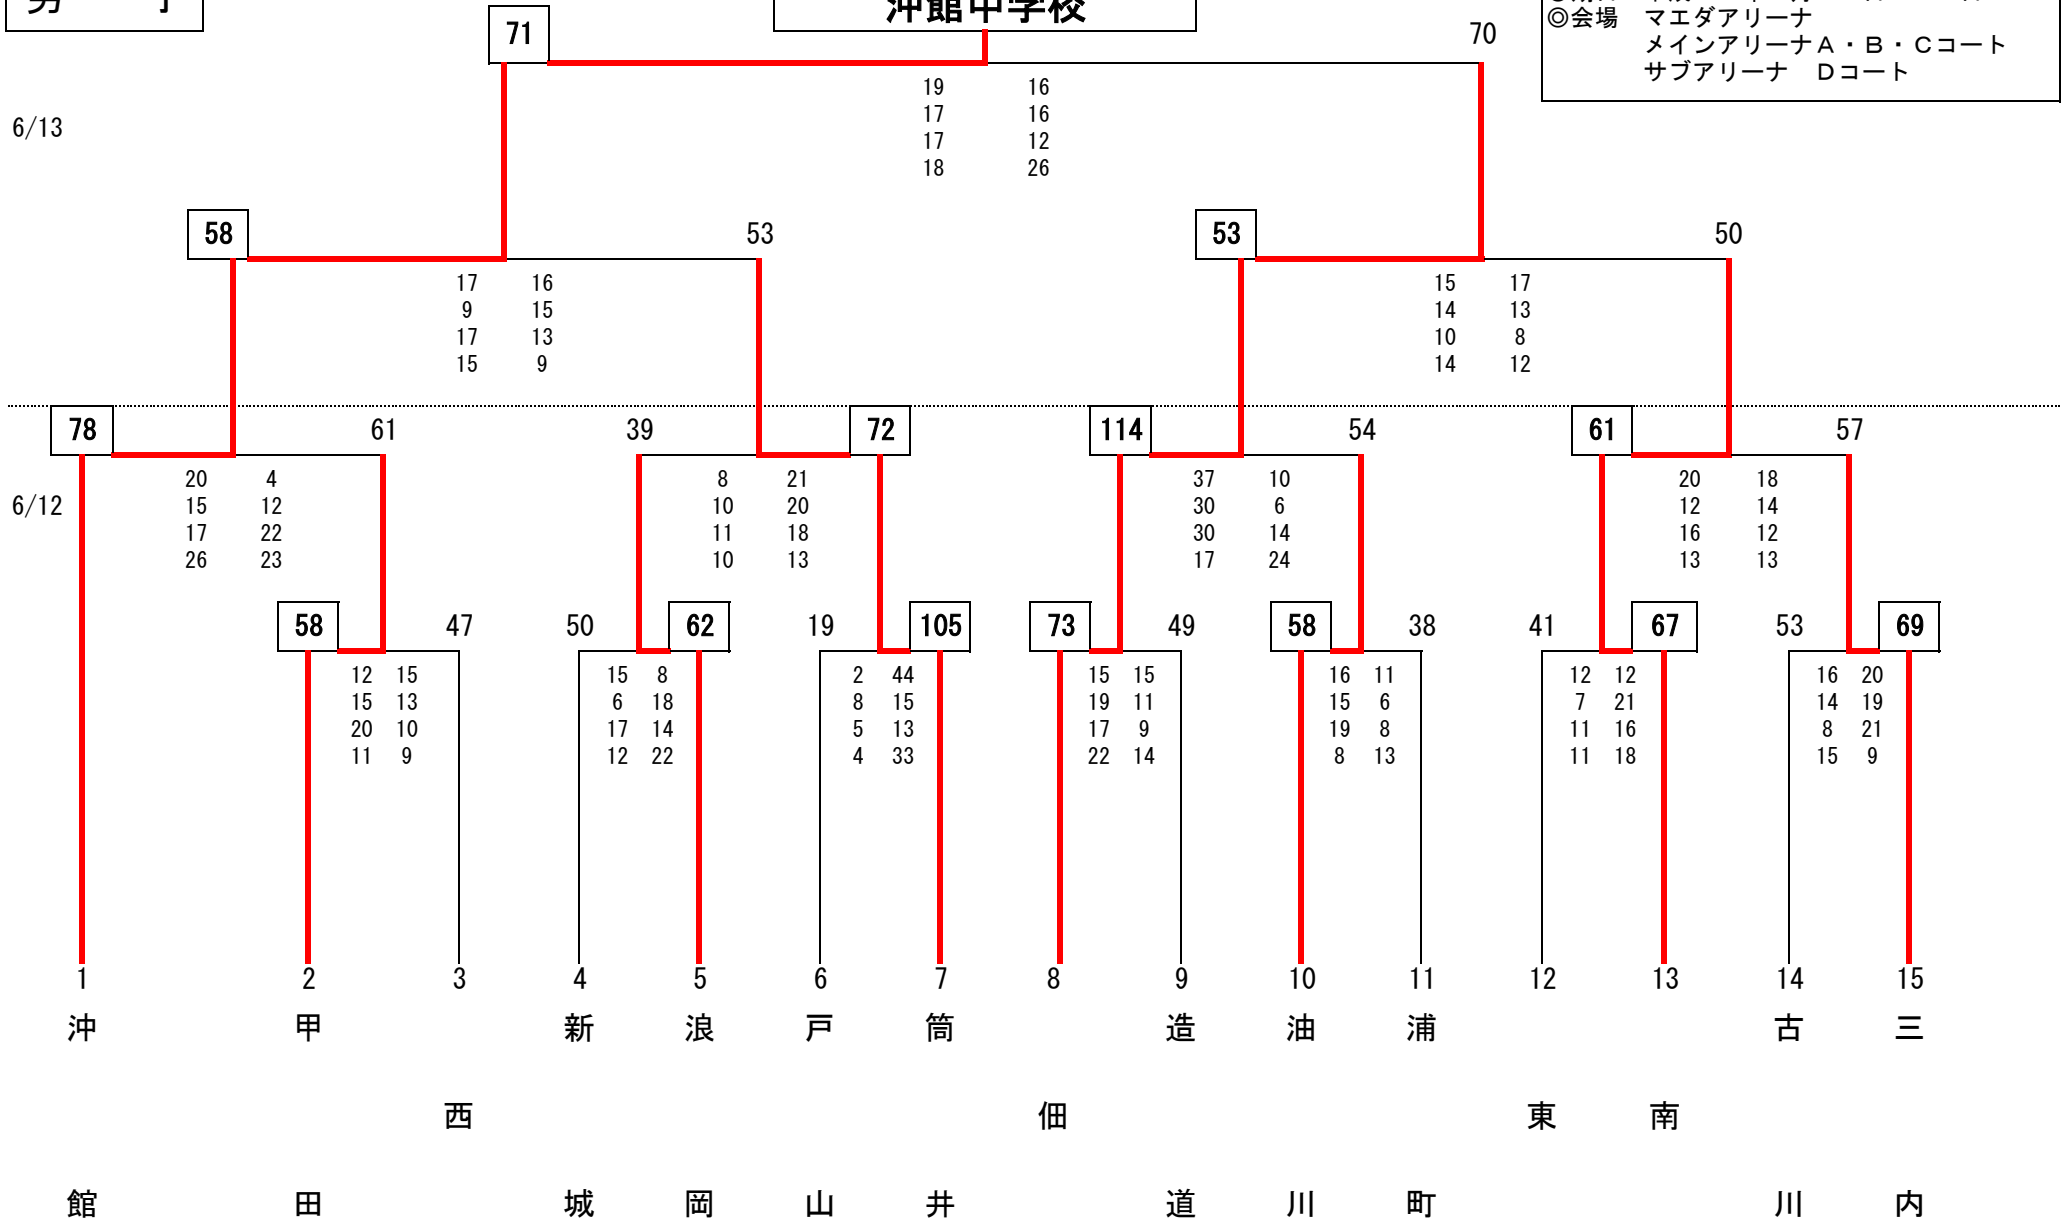 沖館中学校
◎会場 マエダアリーナ
メインアリーナＡ・Ｂ・Ｃコート
サブアリーナ Ｄコート
71 70
19 16
17 16
17 12
18 26
6/13
58 53 53 50
17 16 15 17
9 15 14 13
17 13 10 8
15 9 14 12
78 61 39 72 114 54 61 57
6/12
20 4 8 21 37 10 20 18
15 12 10 20 30 6 12 14
17 22 11 18 30 14 16 12
26 23 10 13 17 24 13 13
58 47 50 62 19 105 73 49 58 38 41 67 53 69
12 15 15 8 2 44 15 15 16 11 12 12 16 20
15 13 6 18 8 15 19 11 15 6 7 21 14 19
20 10 17 14 5 13 17 9 19 8 11 16 8 21
11 9 12 22 4 33 22 14 8 13 11 18 15 9
1 2 3 4 5 6 7 8 9 10 11 12 13 14 15
沖館
甲田
西
新城
浪岡
戸山
筒井
佃
造道
油川
浦町
東
南
古川
三内